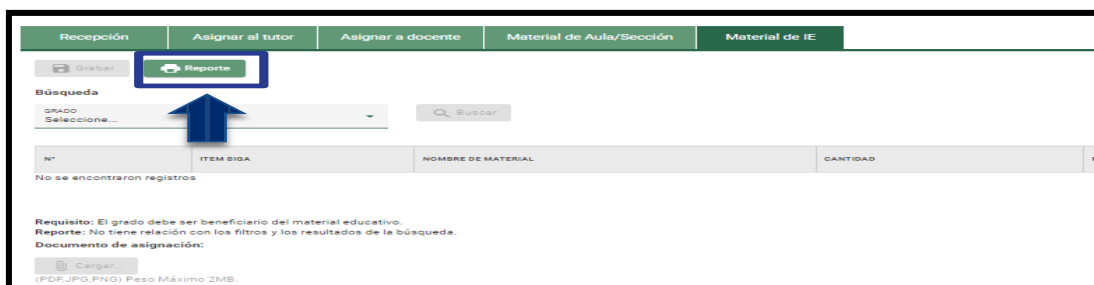 Recepción Asignar al tutor Asignar a docente Material de Aula/Sección Material de IE
Grabar Reporte
Búsqueda
GRADO
Seleccione... Buscar
N° ITEM SIGA NOMBRE DE MATERIAL CANTIDAD
No se encontraron registros
Requisito: El grado debe ser beneficiario del material educativo.
Reporte: No tiene relación con los filtros y los resultados de la búsqueda.
Documento de asignación:
Cargar...
(PDF,JPG,PNG) Peso Máximo 2MB.